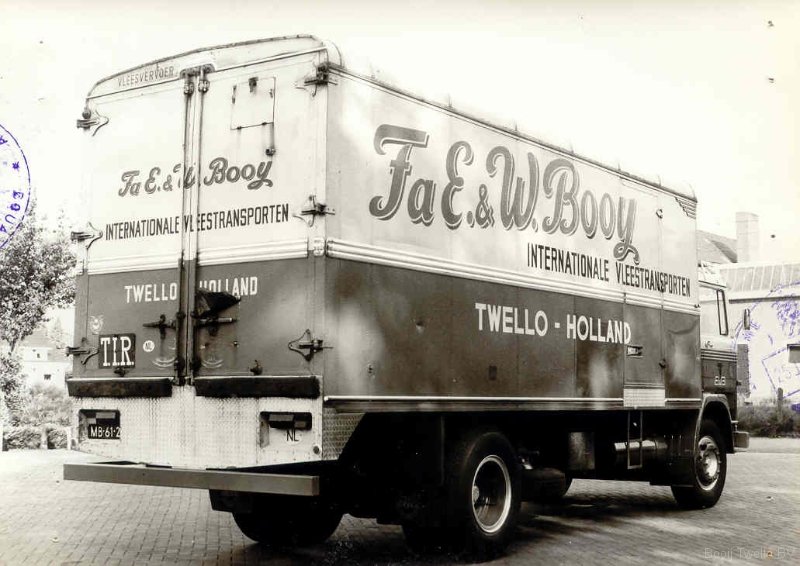 VLEESVERVOER
Fa E. & W. Booy
INTERNATIONALE VLEESTRANSPORTEN
TWELLO - HOLLAND
T.I.R
NL
MB-61-2
NL
Fa E. & W. Booy
INTERNATIONALE VLEESTRANSPORTEN
TWELLO - HOLLAND
Booij Twello BV